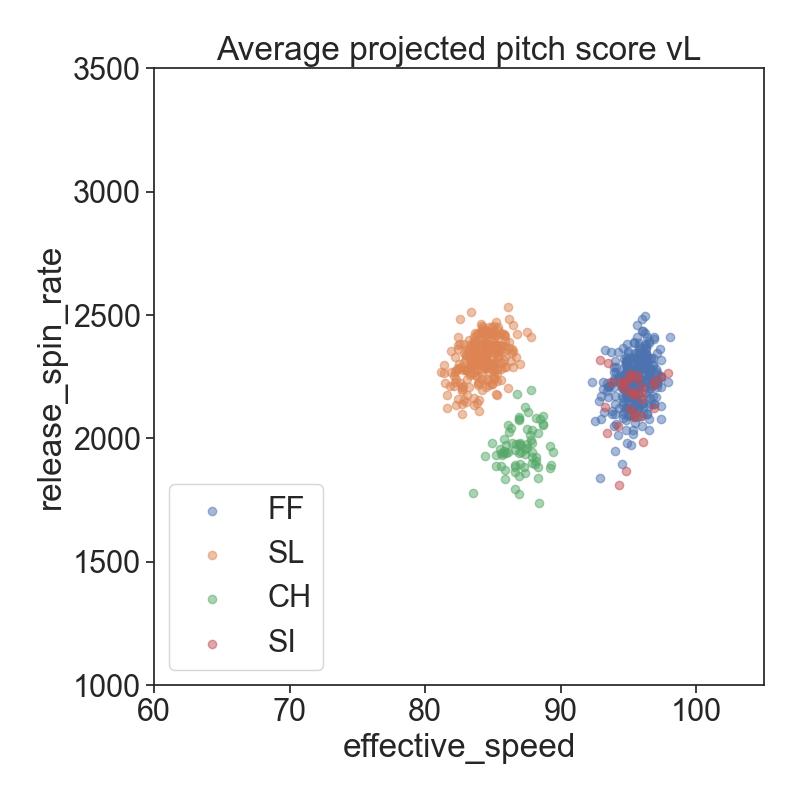 Average projected pitch score vL
3500
3000
2500
2000
1500
1000
release_spin_rate
FF
SL
CH
SI
60 70 80 90 100
effective_speed